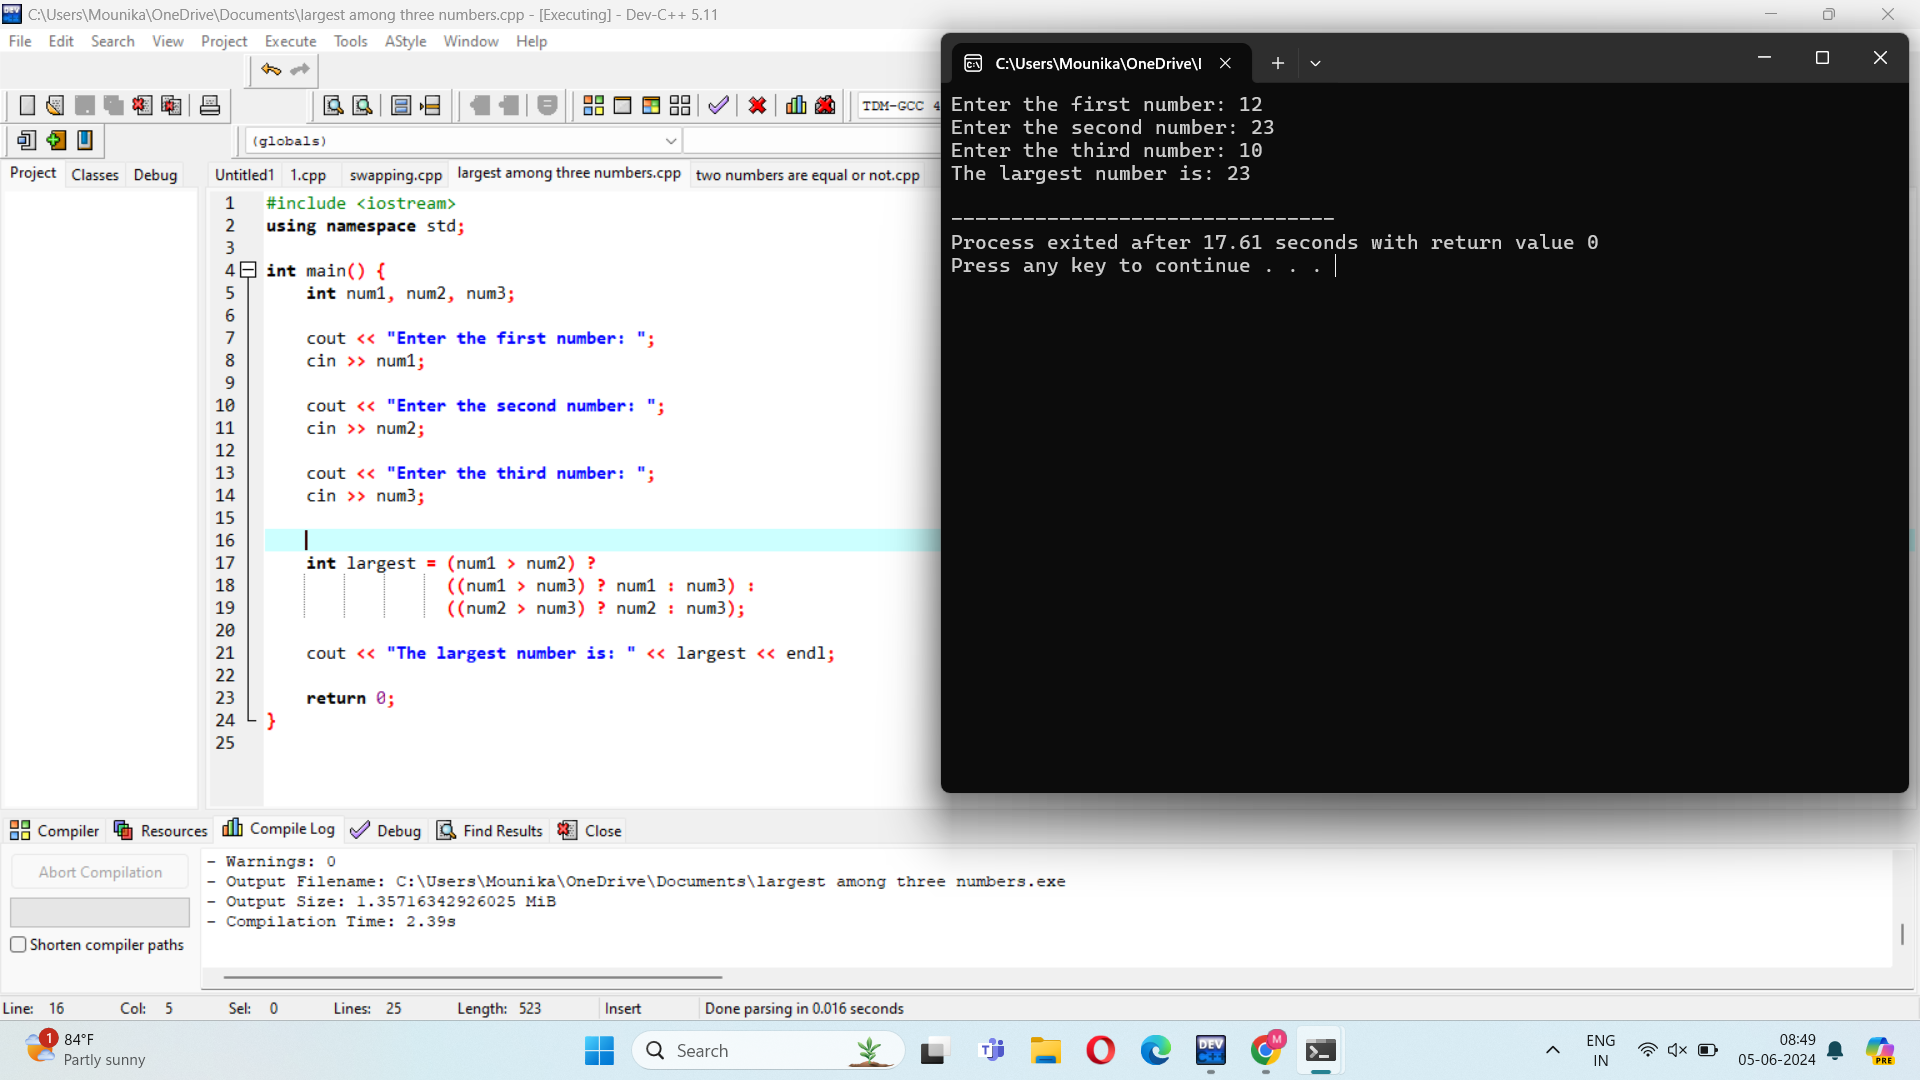 C:\Users\Mounika\OneDrive\Documents\largest among three numbers.cpp - [Executing] - Dev-C++ 5.11
File Edit Search View Project Execute Tools AStyle Window Help
TDM-GCC 4
(globals)
Project Classes Debug
Untitled1 1.cpp swapping.cpp largest among three numbers.cpp two numbers are equal or not.cpp
1 #include <iostream>
2 using namespace std;
3
4 int main() {
5 int num1, num2, num3;
6
7 cout << "Enter the first number: ";
8 cin >> num1;
9
10 cout << "Enter the second number: ";
11 cin >> num2;
12
13 cout << "Enter the third number: ";
14 cin >> num3;
15
16
17 int largest = (num1 > num2) ?
18 ((num1 > num3) ? num1 : num3) :
19 ((num2 > num3) ? num2 : num3);
20
21 cout << "The largest number is: " << largest << endl;
22
23 return 0;
24 }
25
C:\Users\Mounika\OneDrive\I
Enter the first number: 12
Enter the second number: 23
Enter the third number: 10
The largest number is: 23
--------------------------------
Process exited after 17.61 seconds with return value 0
Press any key to continue . . .
Compiler Resources Compile Log Debug Find Results Close
Abort Compilation
Shorten compiler paths
- Warnings: 0
- Output Filename: C:\Users\Mounika\OneDrive\Documents\largest among three numbers.exe
- Output Size: 1.35716342926025 MiB
- Compilation Time: 2.39s
Line: 16 Col: 5 Sel: 0 Lines: 25 Length: 523 Insert Done parsing in 0.016 seconds
1
84°F
Partly sunny
Search
DEV
M
ENG
IN
08:49
05-06-2024
PRE